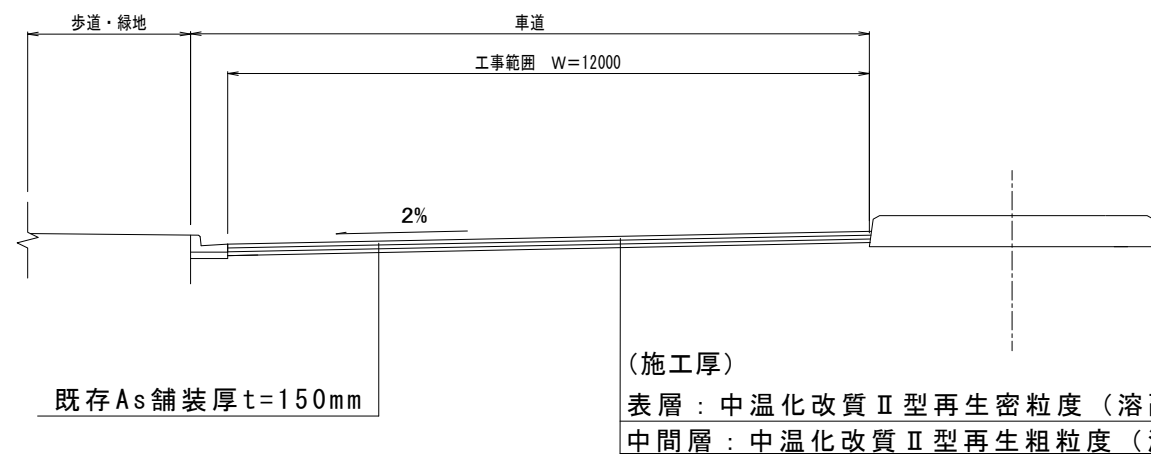 歩道・緑地
車道
工事範囲 W=12000
2%
(施工厚)
既存As舗装厚t=150mm
表層：中温化改質Ⅱ型再生密粒度（溶
中間層：中温化改質Ⅱ型再生粗粒度（